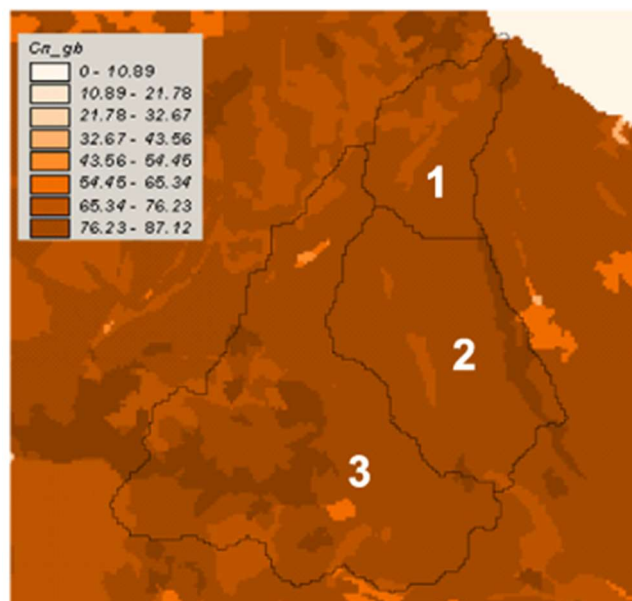 Cn_gb
0 - 10.89
10.89 - 21.78
21.78 - 32.67
32.67 - 43.56
43.56 - 54.45
54.45 - 65.34
65.34 - 76.23
76.23 - 87.12
1
2
3